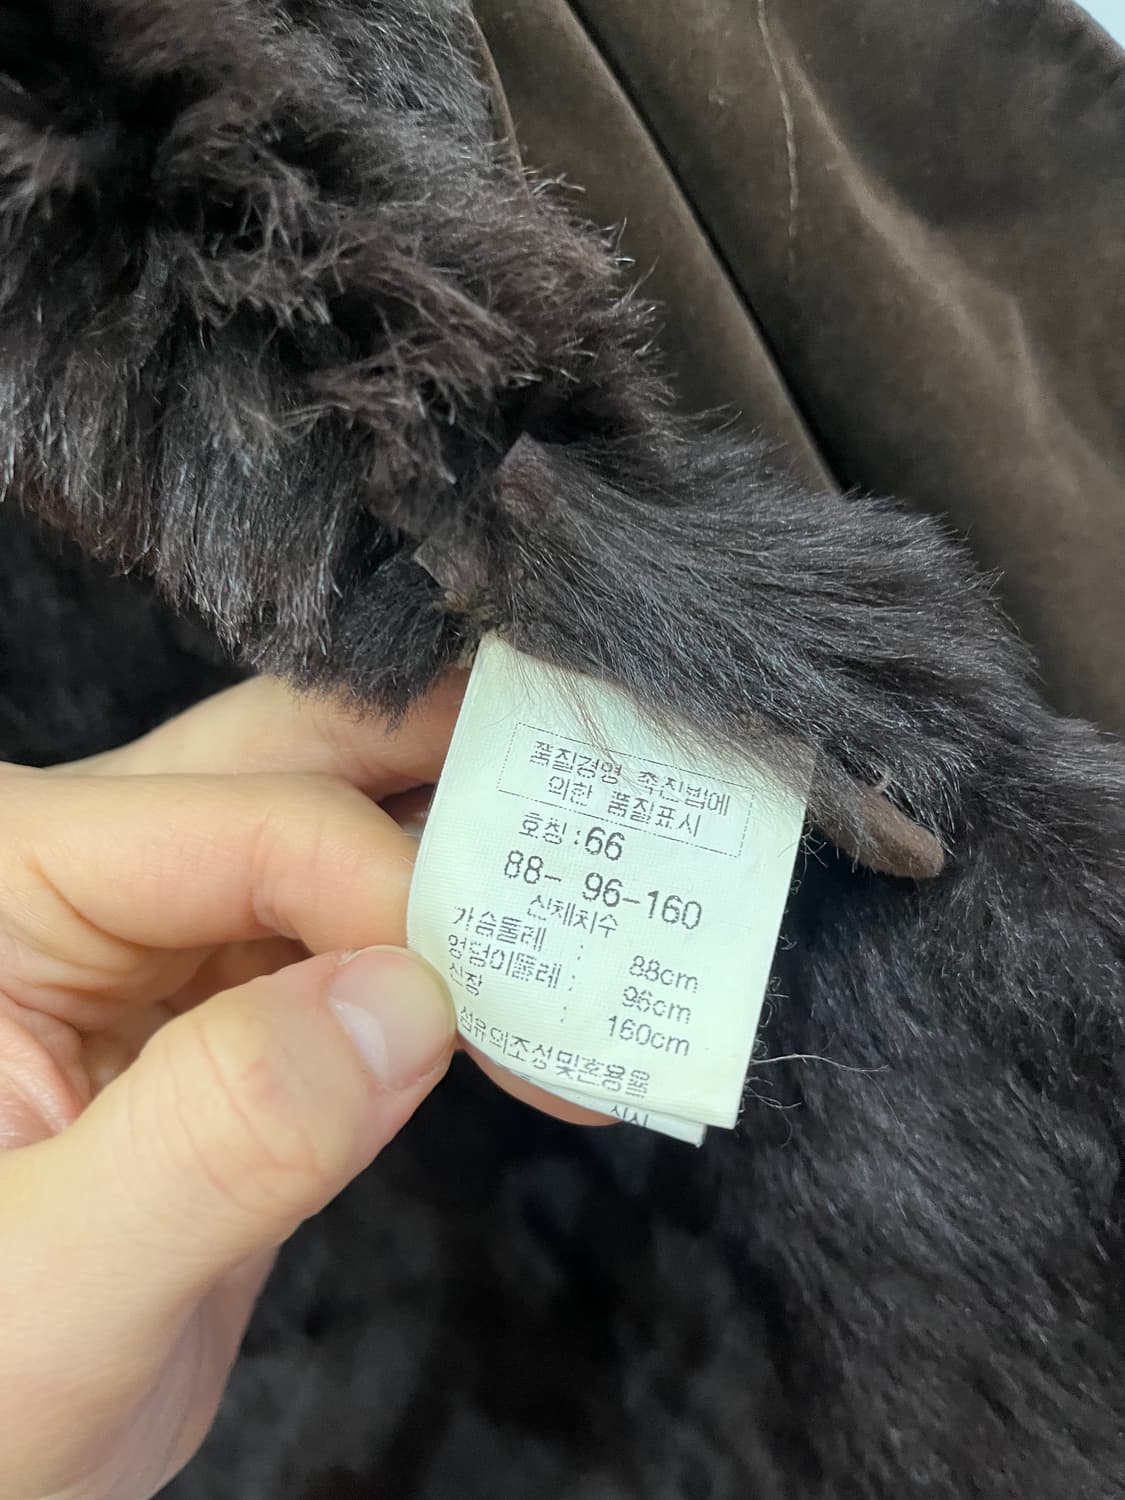 품질경영 촉진법에
의한 품질표시
호칭:66
88- 96-160
신체치수
가슴둘레 : 88cm
엉덩이둘레 : 96cm
신장 : 160cm
섬유의조성및혼용율